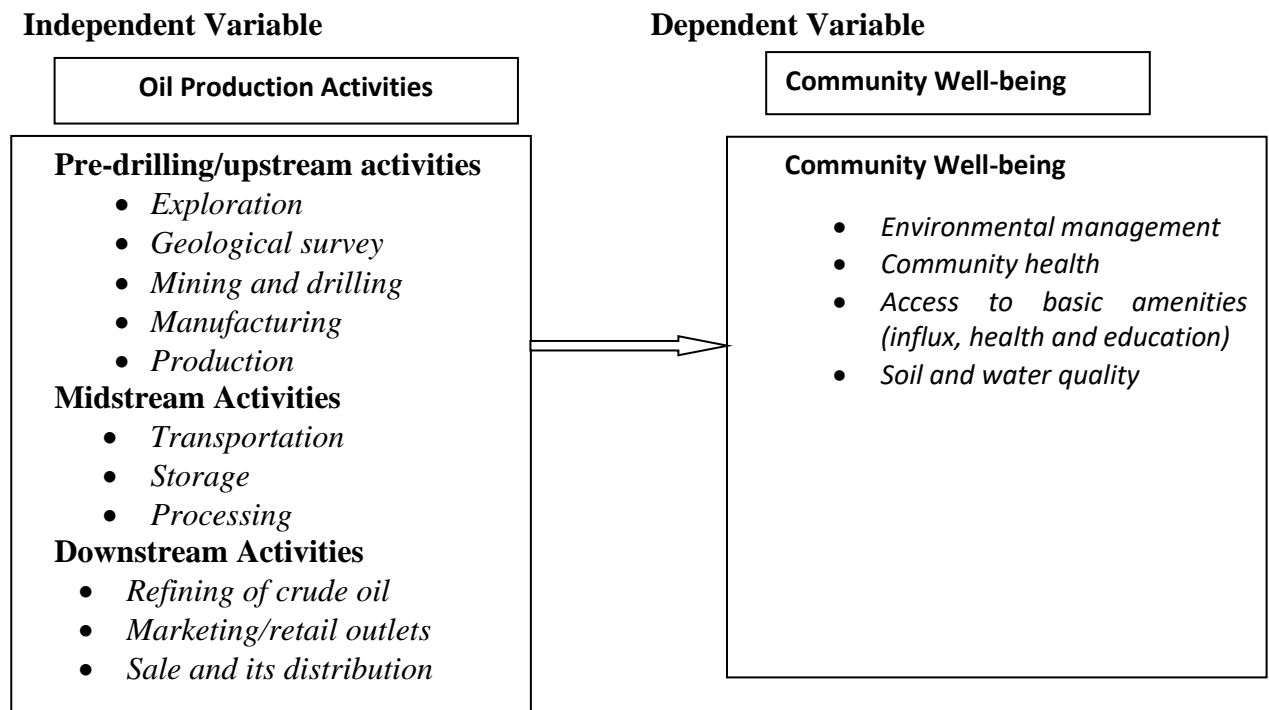 Independent Variable
Dependent Variable
Oil Production Activities
Community Well-being
Pre-drilling/upstream activities
• Exploration
• Geological survey
• Mining and drilling
• Manufacturing
• Production
Midstream Activities
• Transportation
• Storage
• Processing
Downstream Activities
• Refining of crude oil
• Marketing/retail outlets
• Sale and its distribution
Community Well-being
• Environmental management
• Community health
• Access to basic amenities
(influx, health and education)
• Soil and water quality